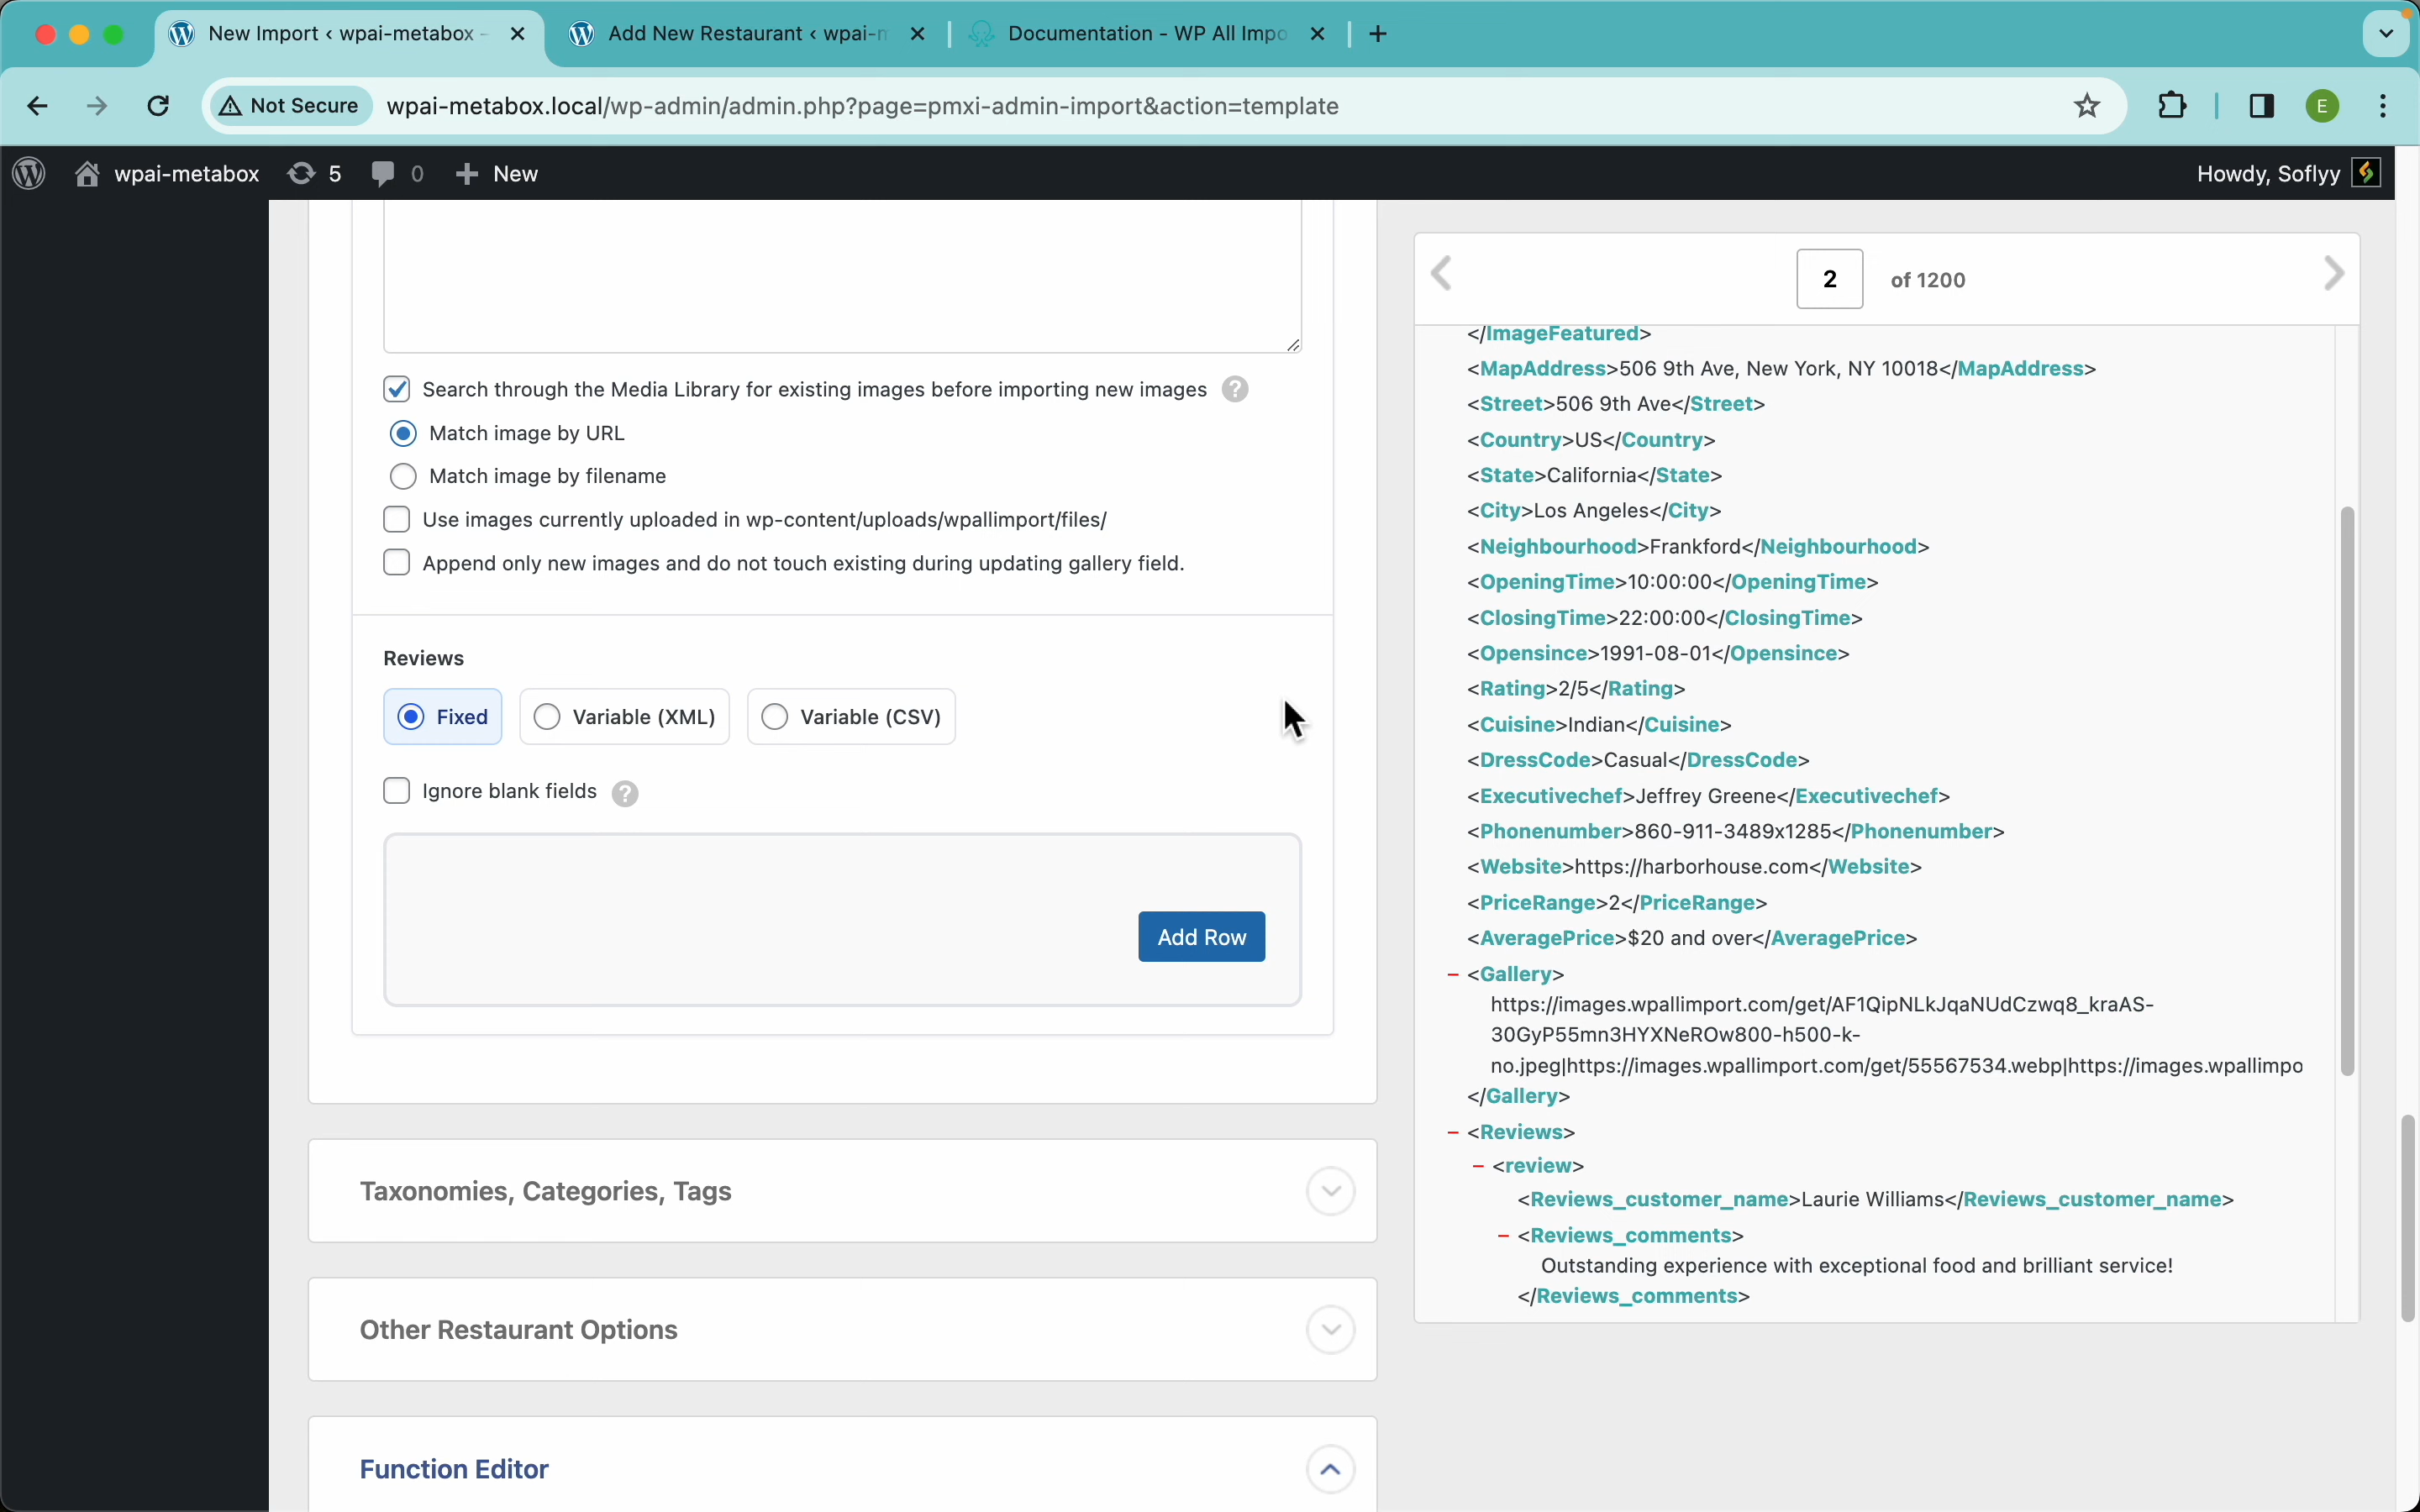 New Import ‹ wpai-metabox
Add New Restaurant ‹ wpai-
Documentation - WP All Impo
Not Secure
wpai-metabox.local/wp-admin/admin.php?page=pmxi-admin-import&action=template
E
wpai-metabox
5
0
New
Howdy, Soflyy
Search through the Media Library for existing images before importing new images ?
Match image by URL
Match image by filename
Use images currently uploaded in wp-content/uploads/wpallimport/files/
Append only new images and do not touch existing during updating gallery field.
Reviews
Fixed
Variable (XML)
Variable (CSV)
Ignore blank fields ?
Add Row
Taxonomies, Categories, Tags
Other Restaurant Options
Function Editor
2 of 1200
</ImageFeatured>
<MapAddress>506 9th Ave, New York, NY 10018</MapAddress>
<Street>506 9th Ave</Street>
<Country>US</Country>
<State>California</State>
<City>Los Angeles</City>
<Neighbourhood>Frankford</Neighbourhood>
<OpeningTime>10:00:00</OpeningTime>
<ClosingTime>22:00:00</ClosingTime>
<Opensince>1991-08-01</Opensince>
<Rating>2/5</Rating>
<Cuisine>Indian</Cuisine>
<DressCode>Casual</DressCode>
<Executivechef>Jeffrey Greene</Executivechef>
<Phonenumber>860-911-3489x1285</Phonenumber>
<Website>https://harborhouse.com</Website>
<PriceRange>2</PriceRange>
<AveragePrice>$20 and over</AveragePrice>
− <Gallery>
https://images.wpallimport.com/get/AF1QipNLkJqaNUdCzwq8_kraAS-
30GyP55mn3HYXNeROw800-h500-k-
no.jpeg|https://images.wpallimport.com/get/55567534.webp|https://images.wpallimpo
</Gallery>
− <Reviews>
− <review>
<Reviews_customer_name>Laurie Williams</Reviews_customer_name>
− <Reviews_comments>
Outstanding experience with exceptional food and brilliant service!
</Reviews_comments>